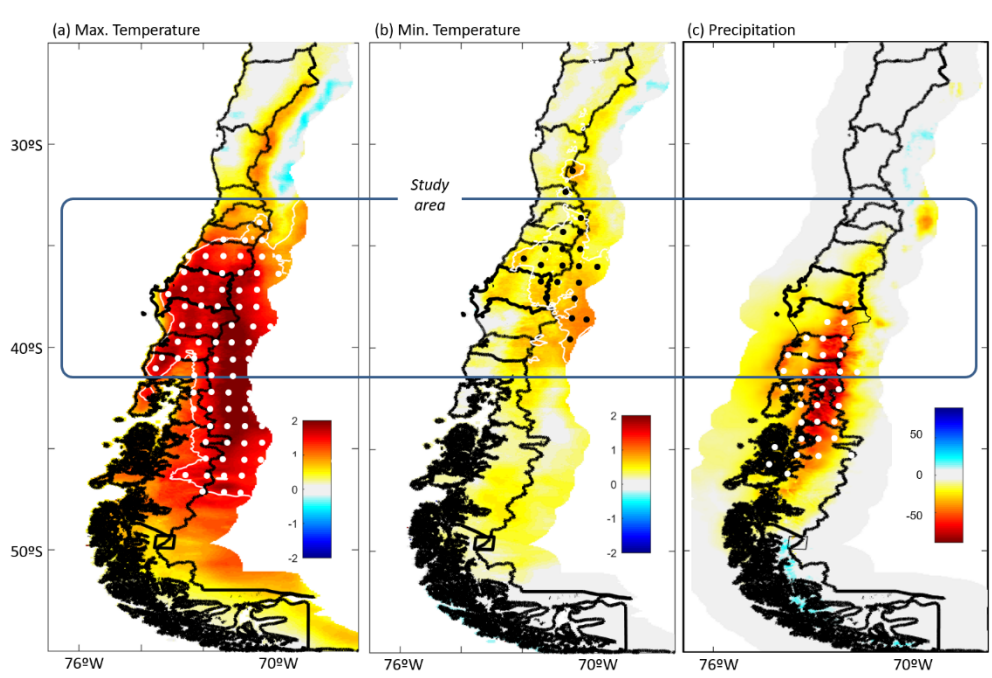 (a) Max. Temperature
(b) Min. Temperature
(c) Precipitation
30ºS
40ºS
50ºS
Study
area
2
1
0
-1
-2
2
1
0
-1
-2
50
0
-50
76ºW
70ºW
76ºW
70ºW
76ºW
70ºW